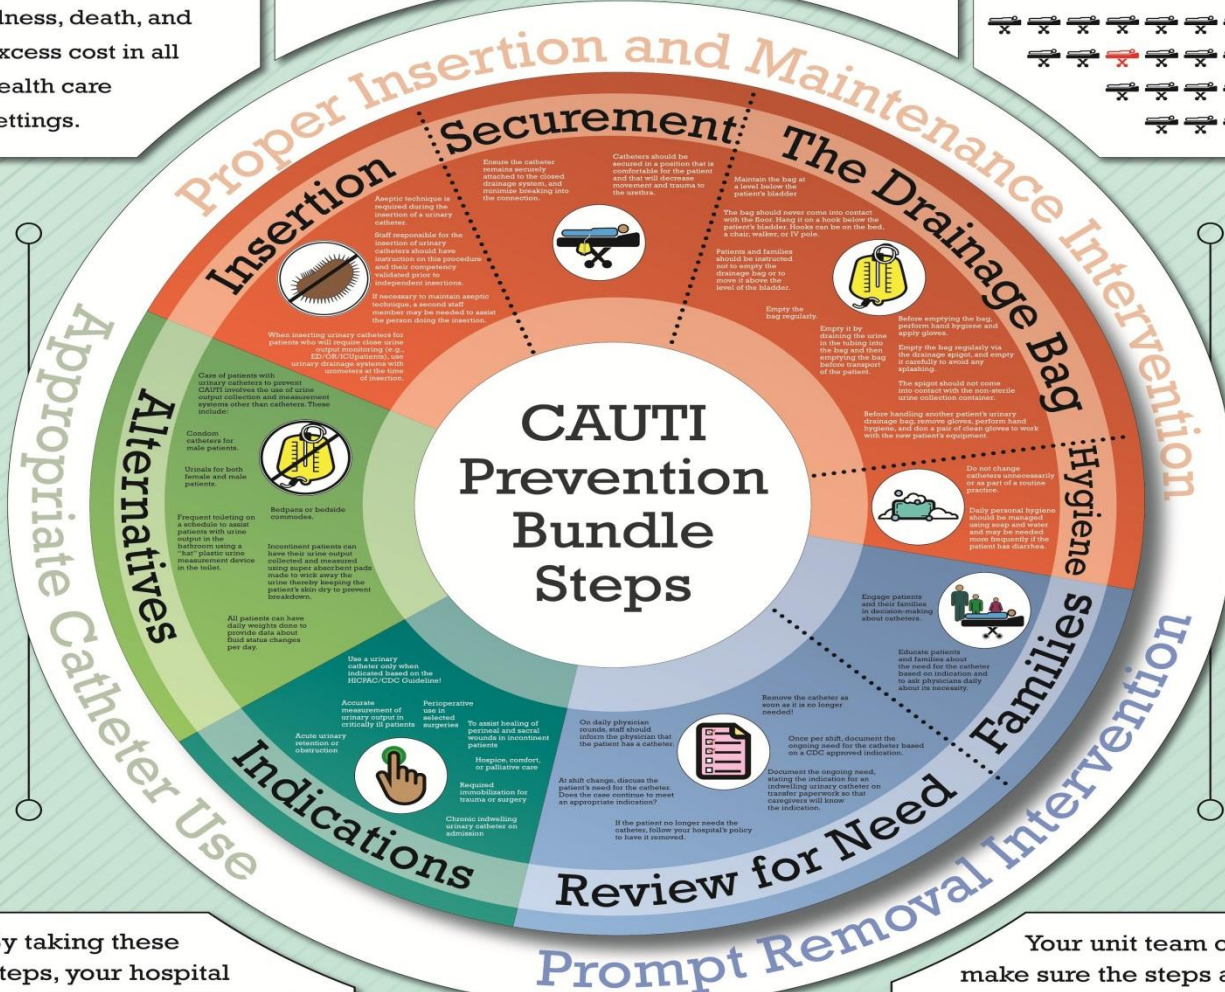 lness, death, and
xcess cost in all
ealth care
ettings.
Proper Insertion and Maintenance Intervention
Insertion
Aseptic technique is
required during the
insertion of a urinary
catheter.
Staff responsible for the
insertion of urinary
catheters should have
instruction on this procedure
and their competency
validated prior to
independent insertions.
If necessary to maintain aseptic
technique, a second staff
member may be needed to assist
the person doing the insertion.
When inserting urinary catheters for
patients who will require close urine
output monitoring (e.g.,
ED/OR/ICUpatients), use
urinary drainage systems with
urometers at the time
of insertion.
Securement
Ensure the catheter
remains securely
attached to the closed
drainage system, and
minimize breaking into
the connection.
Catheters should be
secured in a position that is
comfortable for the patient
and that will decrease
movement and trauma to
the urethra.
The Drainage Bag
Maintain the bag at
a level below the
patient's bladder
The bag should never come into contact
with the floor. Hang it on a hook below the
patient's bladder. Hooks can be on the bed,
a chair, walker, or IV pole.
Patients and families
should be instructed
not to empty the
drainage bag or to
move it above the
level of the bladder.
Empty the
bag regularly.
Empty it by
draining the urine
in the tubing into
the bag and then
emptying the bag
before transport
of the patient.
Before emptying the bag,
perform hand hygiene and
apply gloves.
Empty the bag regularly via
the drainage spigot, and empty
it carefully to avoid any
splashing.
The spigot should not come
into contact with the non-sterile
urine collection container.
Before handling another patient's urinary
drainage bag, remove gloves, perform hand
hygiene, and don a pair of clean gloves to work
with the new patient's equipment.
Hygiene
Do not change
catheters unnecessarily
or as part of a routine
practice.
Daily personal hygiene
should be managed
using soap and water
and may be needed
more frequently if the
patient has diarrhea.
CAUTI
Prevention
Bundle
Steps
Prompt Removal Intervention
Families
Engage patients
and their families
in decision-making
about catheters.
Educate patients
and families about
the need for the catheter
based on indication and
to ask physicians daily
about its necessity.
Review for Need
Remove the catheter as
soon as it is no longer
needed!
On daily physician
rounds, staff should
inform the physician that
the patient has a catheter.
Once per shift, document the
ongoing need for the catheter based
on a CDC approved indication.
At shift change, discuss the
patient's need for the catheter.
Does the case continue to meet
an appropriate indication?
Document the ongoing need,
stating the indication for an
indwelling urinary catheter on
transfer paperwork so that
caregivers will know
the indication.
If the patient no longer needs the
catheter, follow your hospital's policy
to have it removed.
Appropriate Catheter Use
Indications
Use a urinary
catheter only when
indicated based on the
HICPAC/CDC Guideline!
Accurate
measurement of
urinary output in
critically ill patients
Perioperative
use in
selected
surgeries
To assist healing of
perineal and sacral
wounds in incontinent
patients
Acute urinary
retention or
obstruction
Hospice, comfort,
or palliative care
Required
immobilization for
trauma or surgery
Chronic indwelling
urinary catheter on
admission
Alternatives
Care of patients with
urinary catheters to prevent
CAUTI involves the use of urine
output collection and measurement
systems other than catheters. These
include:
Condom
catheters for
male patients.
Urinals for both
female and male
patients.
Bedpans or bedside
commodes.
Frequent toileting on
a schedule to assist
patients with urine
output in the
bathroom using a
"hat" plastic urine
measurement device
in the toilet.
Incontinent patients can
have their urine output
collected and measured
using super absorbent pads
made to wick away the
urine thereby keeping the
patient's skin dry to prevent
breakdown.
All patients can have
daily weights done to
provide data about
fluid status changes
per day.
y taking these
teps, your hospital
Your unit team c
make sure the steps a